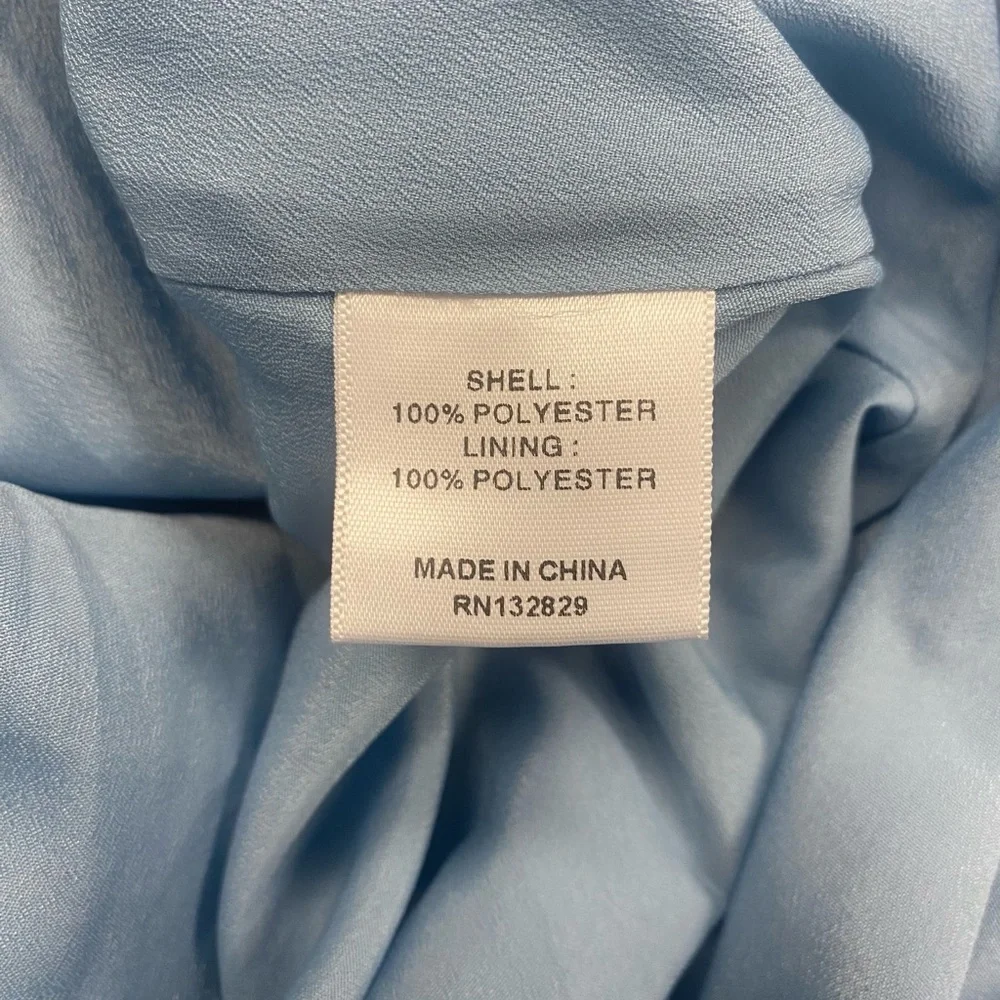 SHELL :
100% POLYESTER
LINING :
100% POLYESTER
MADE IN CHINA
RN132829